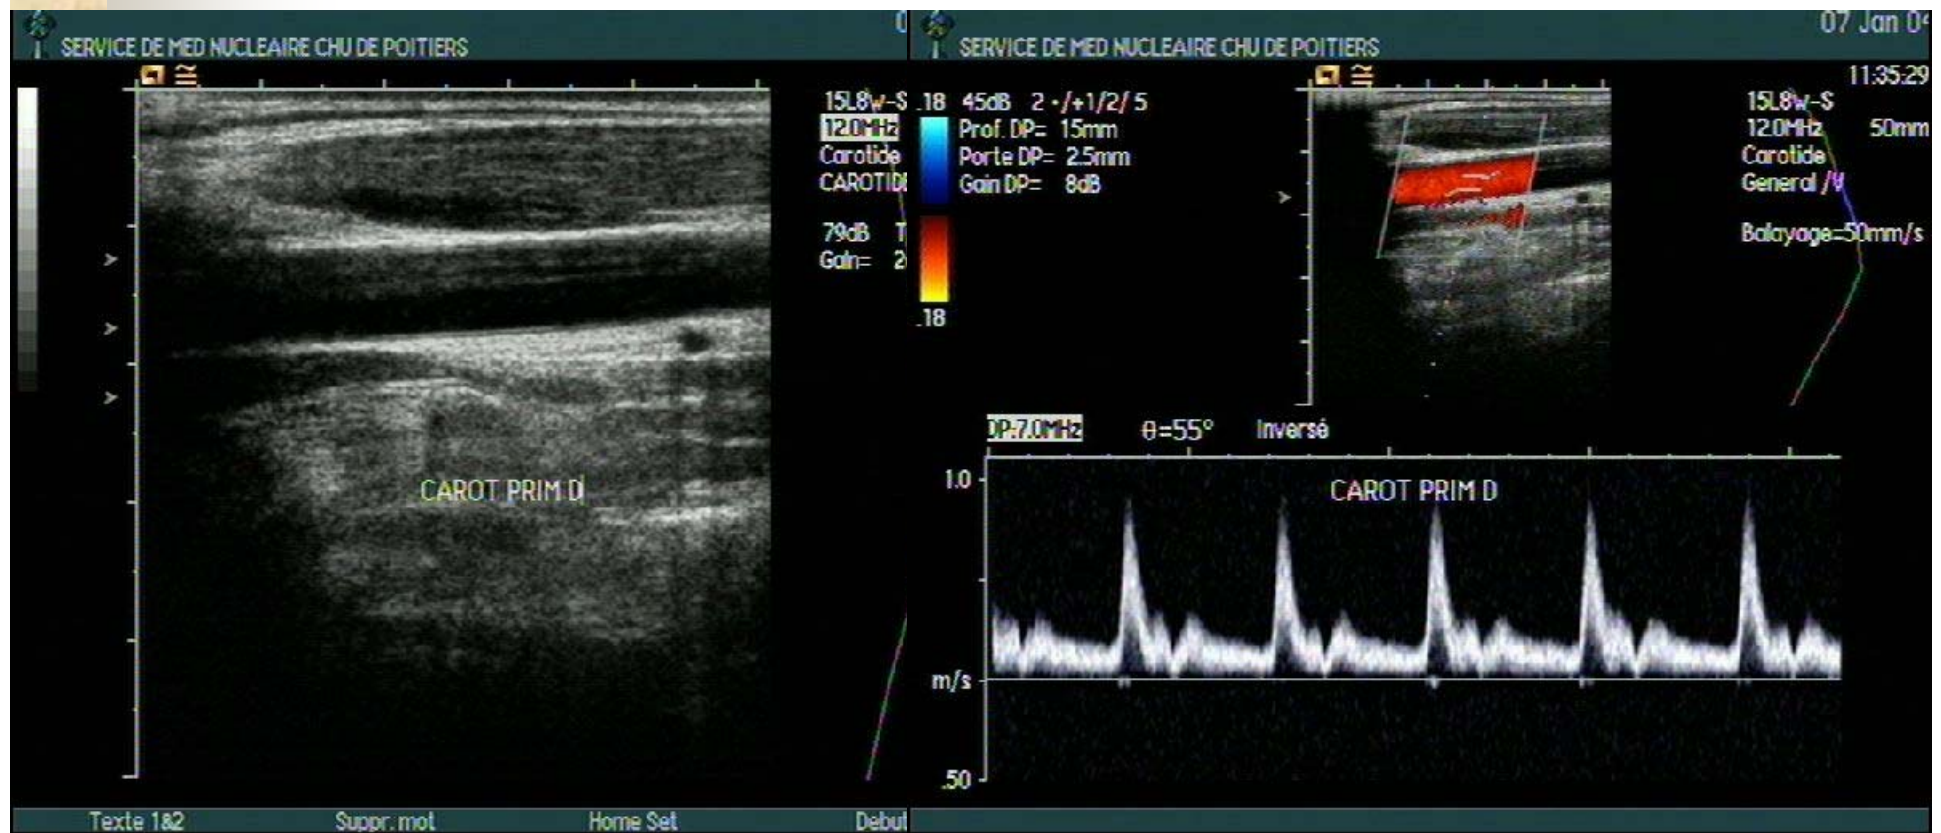 SERVICE DE MED NUCLEAIRE CHU DE POITIERS
15L8w-S
12.0MHz
Carotide
CAROTIDE
79dB T
Gain= 2
CAROT PRIM D
Texte 1&2 Suppr. mot Home Set Debut
07 Jan 04
SERVICE DE MED NUCLEAIRE CHU DE POITIERS
11:35:29
.18 45dB 2 ·/+1/2/ 5
Prof. DP= 15mm
Porte DP= 2.5mm
Gain DP= 8dB
.18
15L8w-S
12.0MHz 50mm
Carotide
General /V
Balayage=50mm/s
DP:7.0MHz θ=55° Inversé
1.0
CAROT PRIM D
m/s
.50